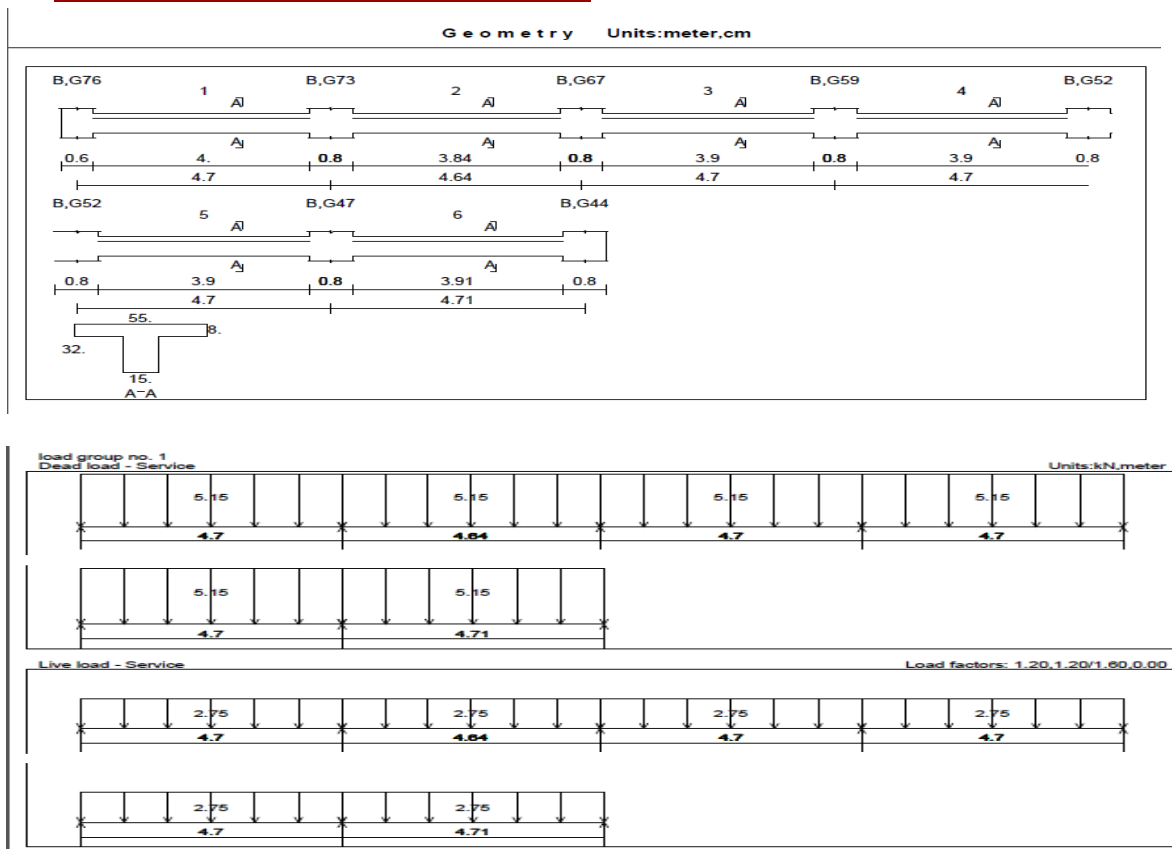 Geometry Units:meter,cm
B,G76 B,G73 B,G67 B,G59 B,G52
1 2 3 4
A A A A
A A A A
0.6 4. 0.8 3.84 0.8 3.9 0.8 3.9 0.8
4.7 4.64 4.7 4.7
B,G52 B,G47 B,G44
5 6
A A
A A
0.8 3.9 0.8 3.91 0.8
4.7 4.71
55.
8.
32.
15.
A-A
load group no. 1
Dead load - Service Units:kN,meter
5.15 5.15 5.15 5.15
4.7 4.64 4.7 4.7
5.15 5.15
4.7 4.71
Live load - Service Load factors: 1.20,1.20/1.60,0.00
2.75 2.75 2.75 2.75
4.7 4.64 4.7 4.7
2.75 2.75
4.7 4.71